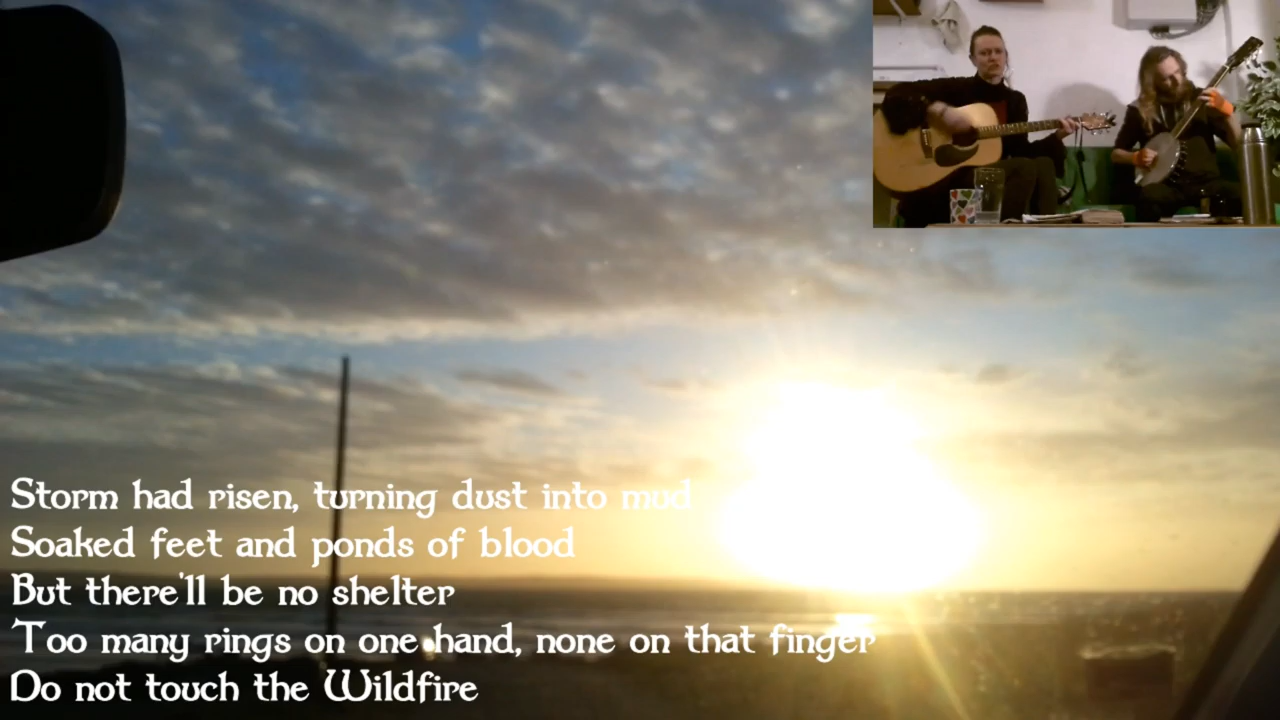 Storm had risen, turning dust into mud
Soaked feet and ponds of blood
But there'll be no shelter
Too many rings on one hand, none on that finger
Do not touch the Wildfire